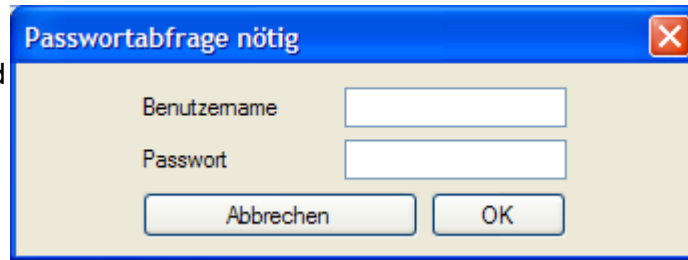 Passwortabfrage nötig
d
Benutzername
Passwort
Abbrechen OK